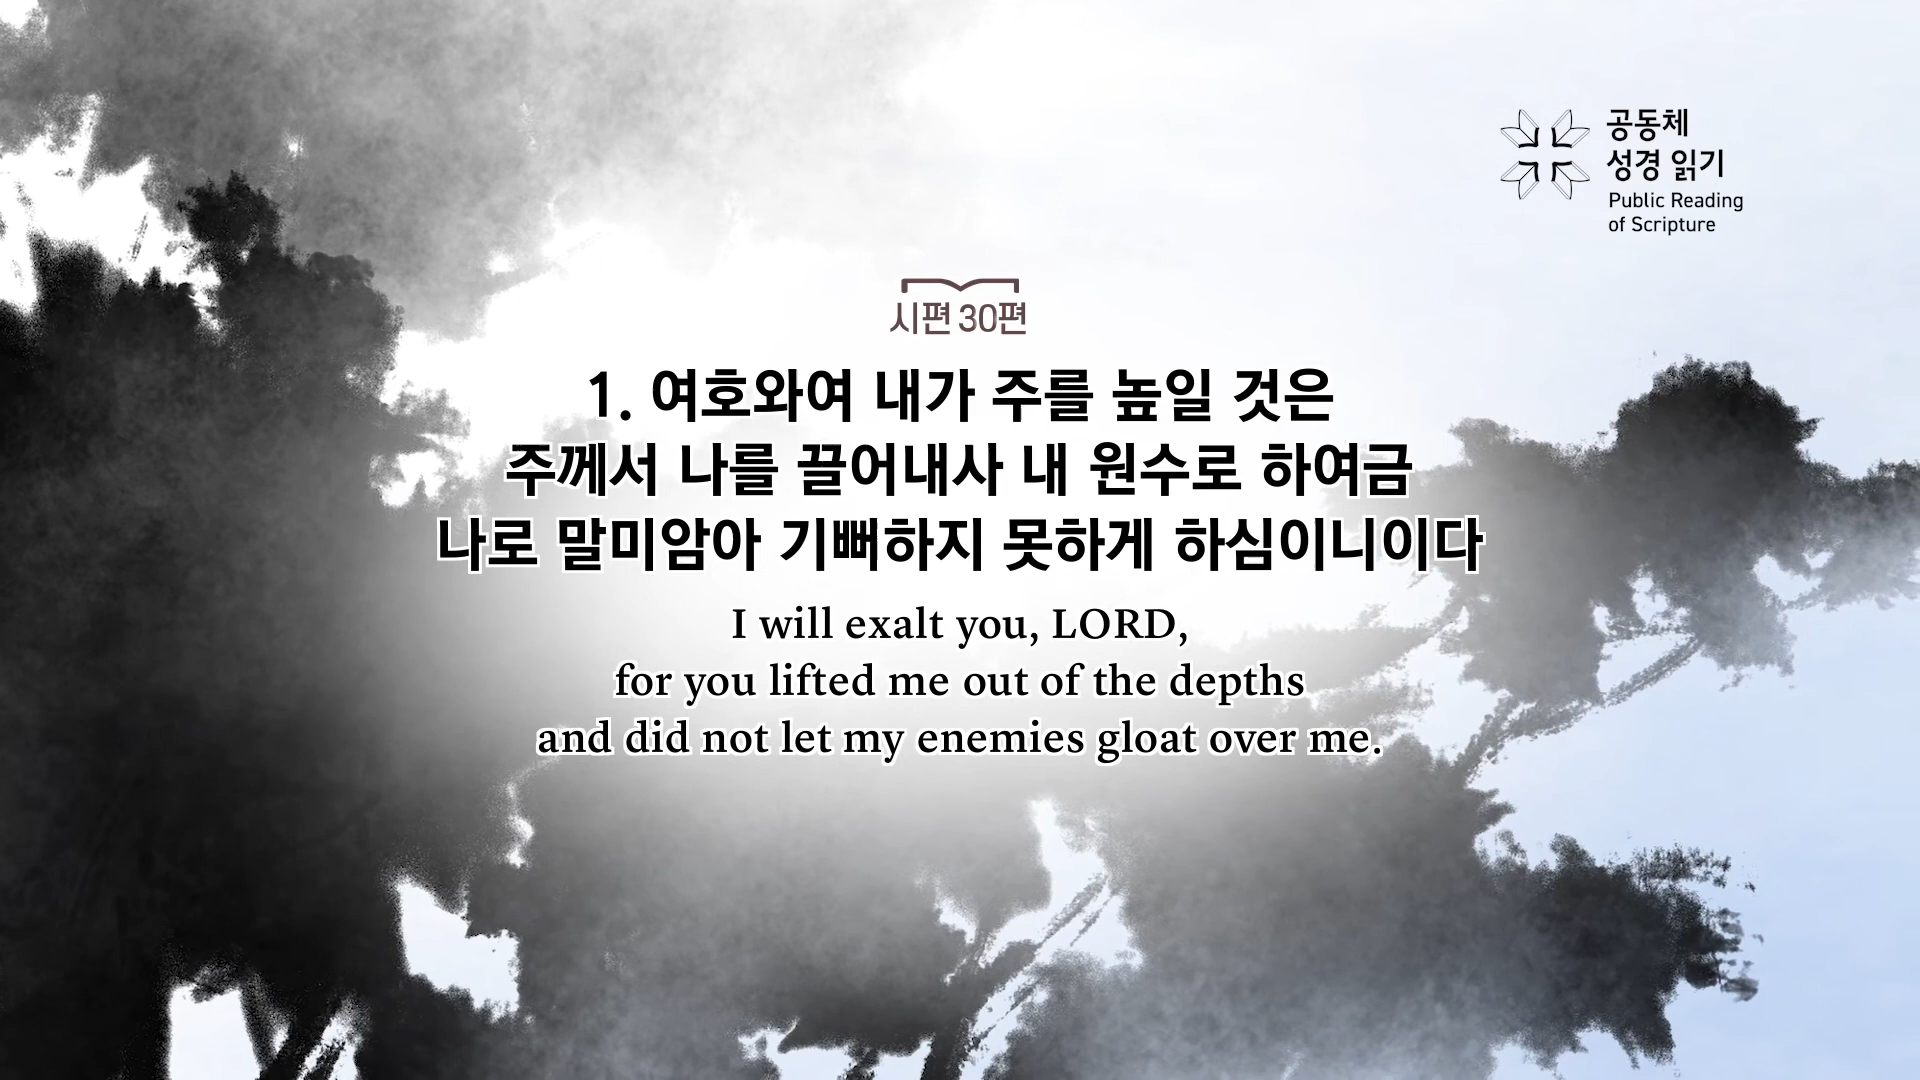 공동체
성경 읽기
Public Reading
of Scripture
시편 30편
1. 여호와여 내가 주를 높일 것은
주께서 나를 끌어내사 내 원수로 하여금
나로 말미암아 기뻐하지 못하게 하심이니이다
I will exalt you, LORD,
for you lifted me out of the depths
and did not let my enemies gloat over me.